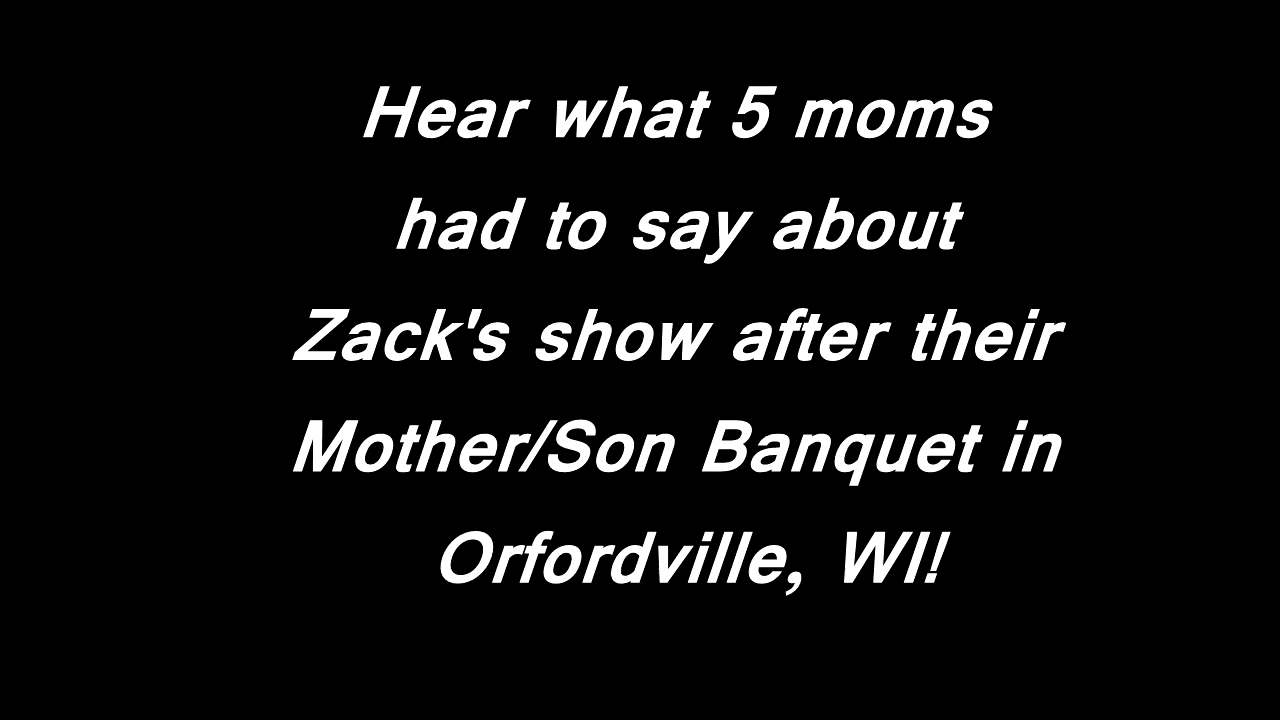 Hear what 5 moms
had to say about
Zack's show after their
Mother/Son Banquet in
Orfordville, WI!